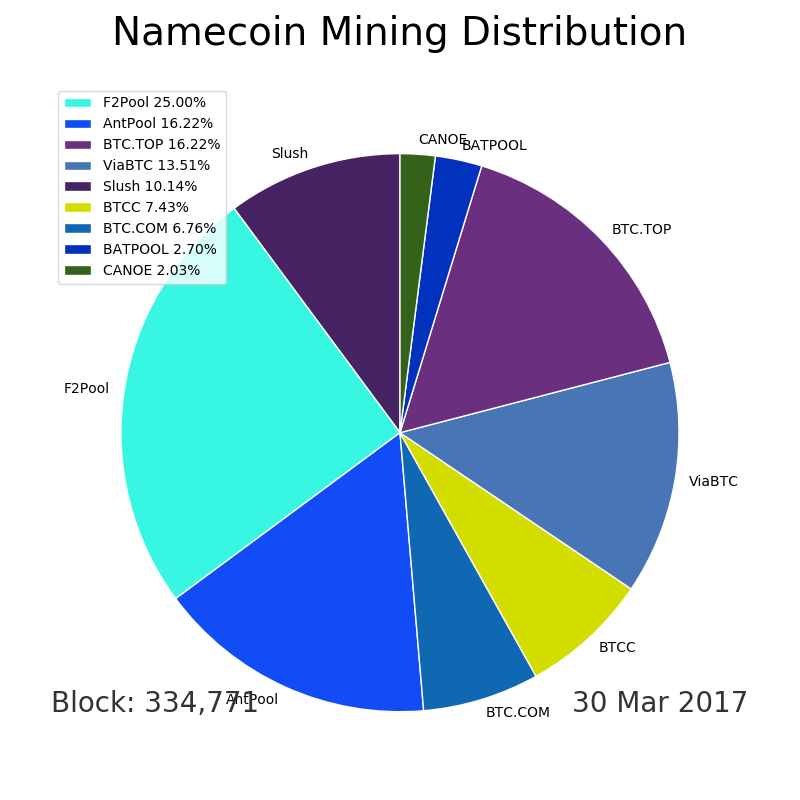 Namecoin Mining Distribution
F2Pool 25.00%
AntPool 16.22%
BTC.TOP 16.22%
ViaBTC 13.51%
Slush 10.14%
BTCC 7.43%
BTC.COM 6.76%
BATPOOL 2.70%
CANOE 2.03%
CANOE
BATPOOL
Slush
BTC.TOP
F2Pool
ViaBTC
BTCC
AntPool
BTC.COM
Block: 334,771
30 Mar 2017